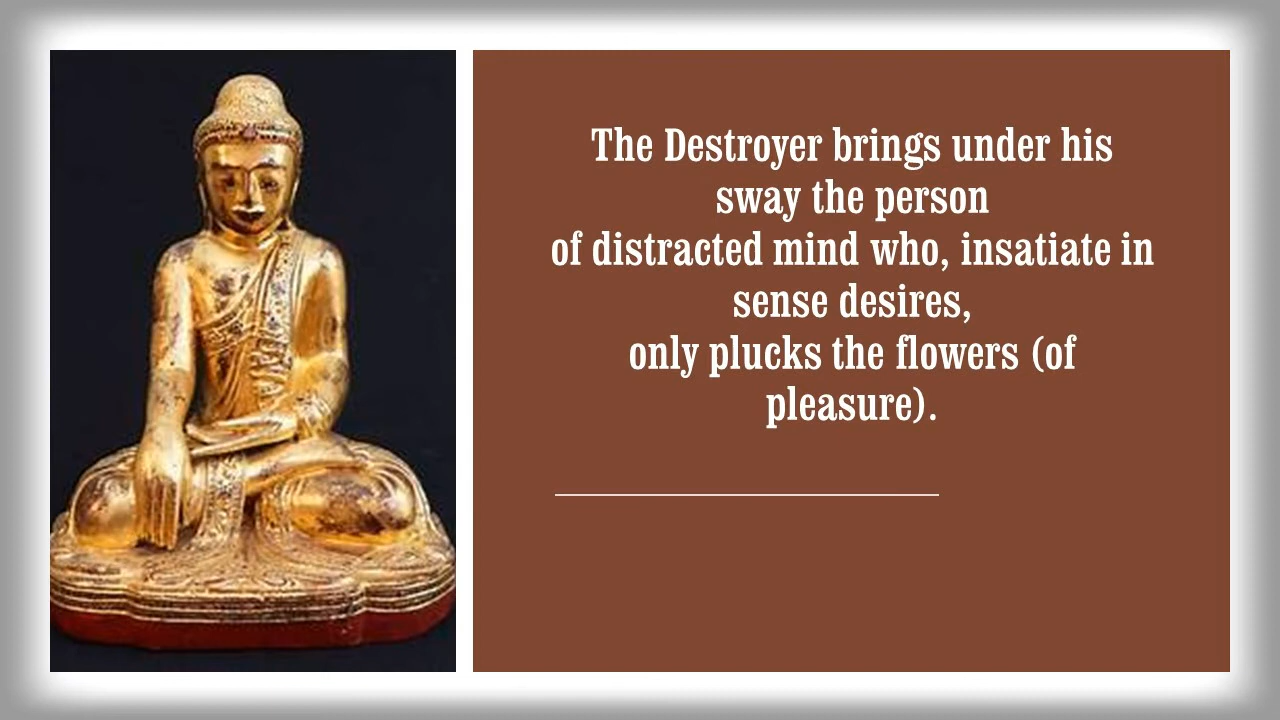 The Destroyer brings under his
sway the person
of distracted mind who, insatiate in
sense desires,
only plucks the flowers (of
pleasure).